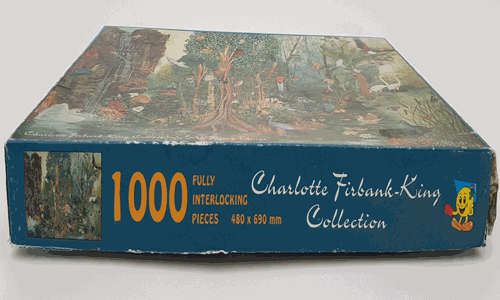 1000
FULLY
INTERLOCKING
PIECES 480 x 690 mm
Charlotte Firbank-King
Collection